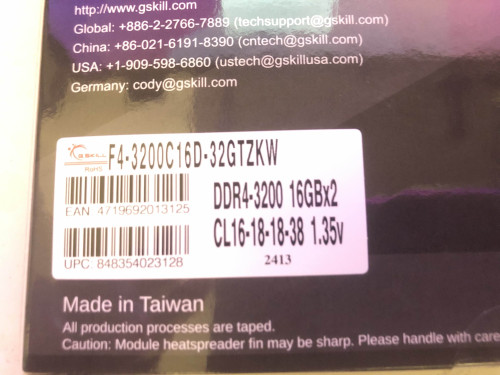 http://www.gskill.com
Global: +886-2-2766-7889 (techsupport@gskill.com)
China: +86-021-6191-8390 (cntech@gskill.com)
USA: +1-909-598-6860 (ustech@gskillusa.com)
Germany: cody@gskill.com
G.SKILL F4-3200C16D-32GTZKW
RoHS
DDR4-3200 16GBx2
EAN 4719692013125
CL16-18-18-38 1.35v
UPC: 848354023128
2413
Made in Taiwan
All production processes are taped.
Caution: Module heatspreader fin may be sharp. Please handle with care